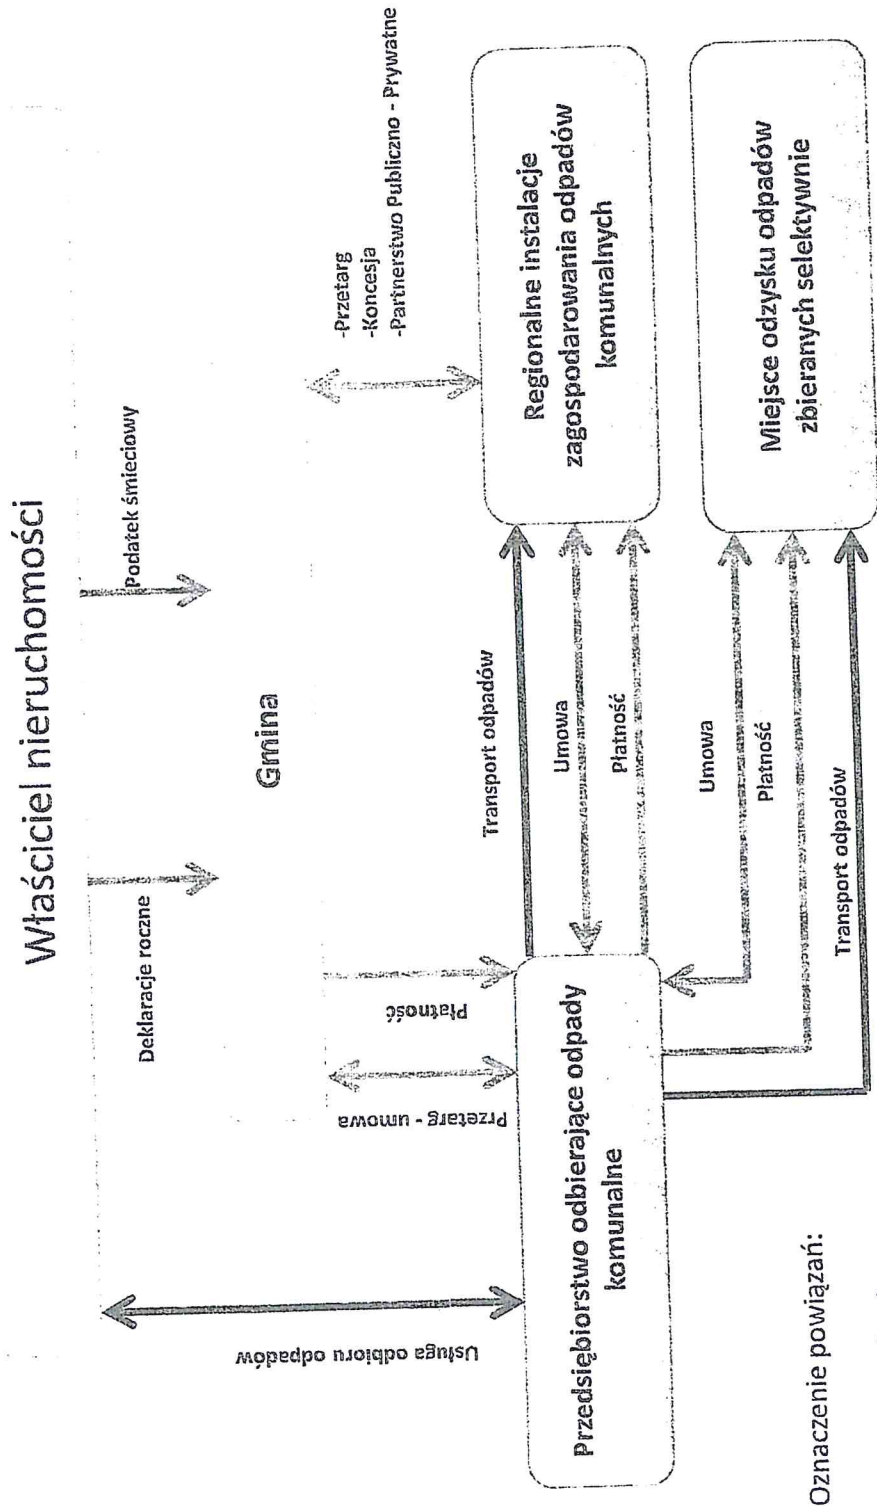 Właściciel nieruchomości
Deklaracje roczne
Podatek śmieciowy
Gmina
-Przetarg
-Koncesja
-Partnerstwo Publiczno - Prywatne
Usługa odbioru odpadów
Przetarg - umowa
Płatność
Przedsiębiorstwo odbierające odpady
komunalne
Transport odpadów
Umowa
Płatność
Regionalne instalacje
zagospodarowania odpadów
komunalnych
Umowa
Płatność
Transport odpadów
Miejsce odzysku odpadów
zbieranych selektywnie
Oznaczenie powiązań: